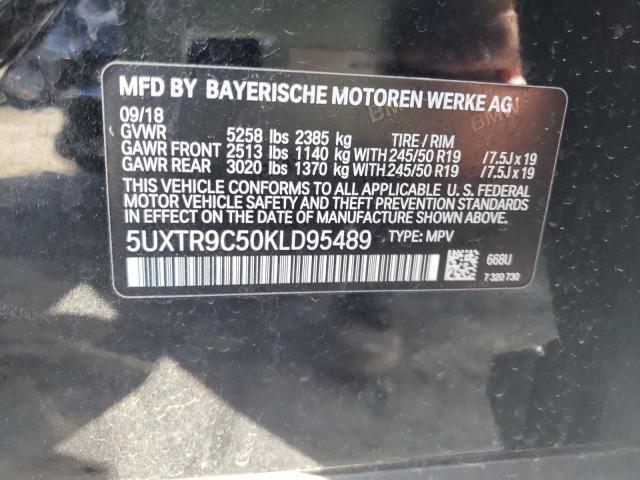 MFD BY BAYERISCHE MOTOREN WERKE AG
09/18
GVWR 5258 lbs 2385 kg TIRE / RIM
GAWR FRONT 2513 lbs 1140 kg WITH 245/50 R19 /7.5J x 19
GAWR REAR 3020 lbs 1370 kg WITH 245/50 R19 /7.5J x 19
THIS VEHICLE CONFORMS TO ALL APPLICABLE U.S. FEDERAL
MOTOR VEHICLE SAFETY AND THEFT PREVENTION STANDARDS
IN EFFECT ON THE DATE OF MANUFACTURE SHOWN ABOVE.
5UXTR9C50KLD95489 TYPE: MPV
668U
7 320 730